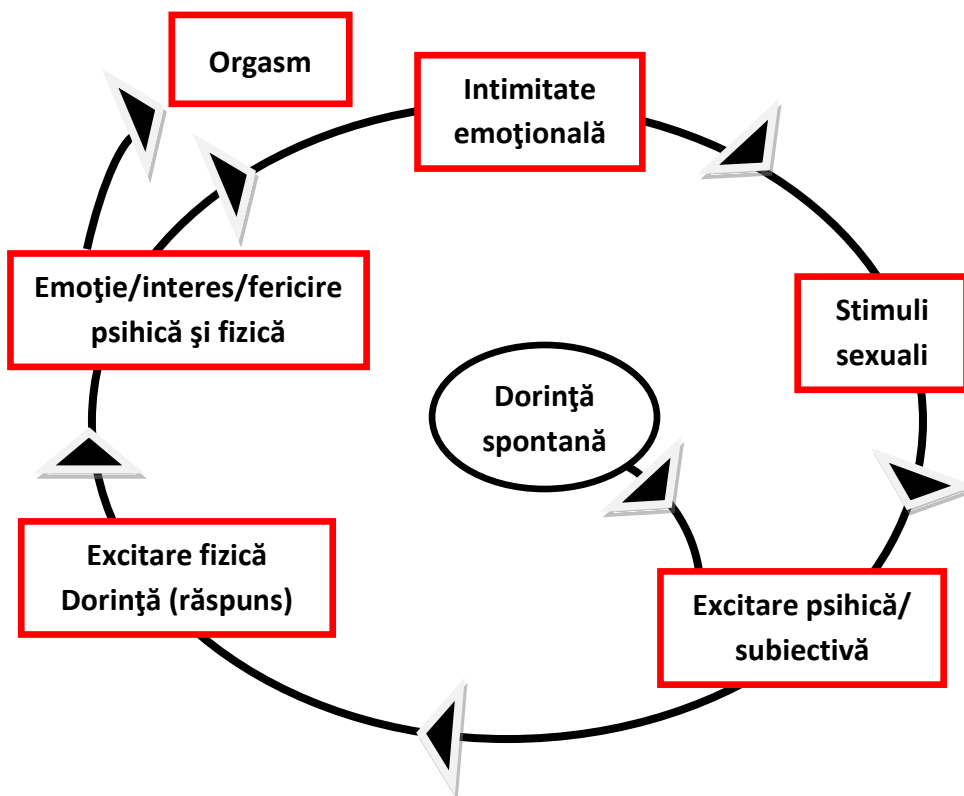 Orgasm
Intimitate
emoţională
Emoţie/interes/fericire
psihică şi fizică
Stimuli
sexuali
Dorinţă
spontană
Excitare fizică
Dorinţă (răspuns)
Excitare psihică/
subiectivă